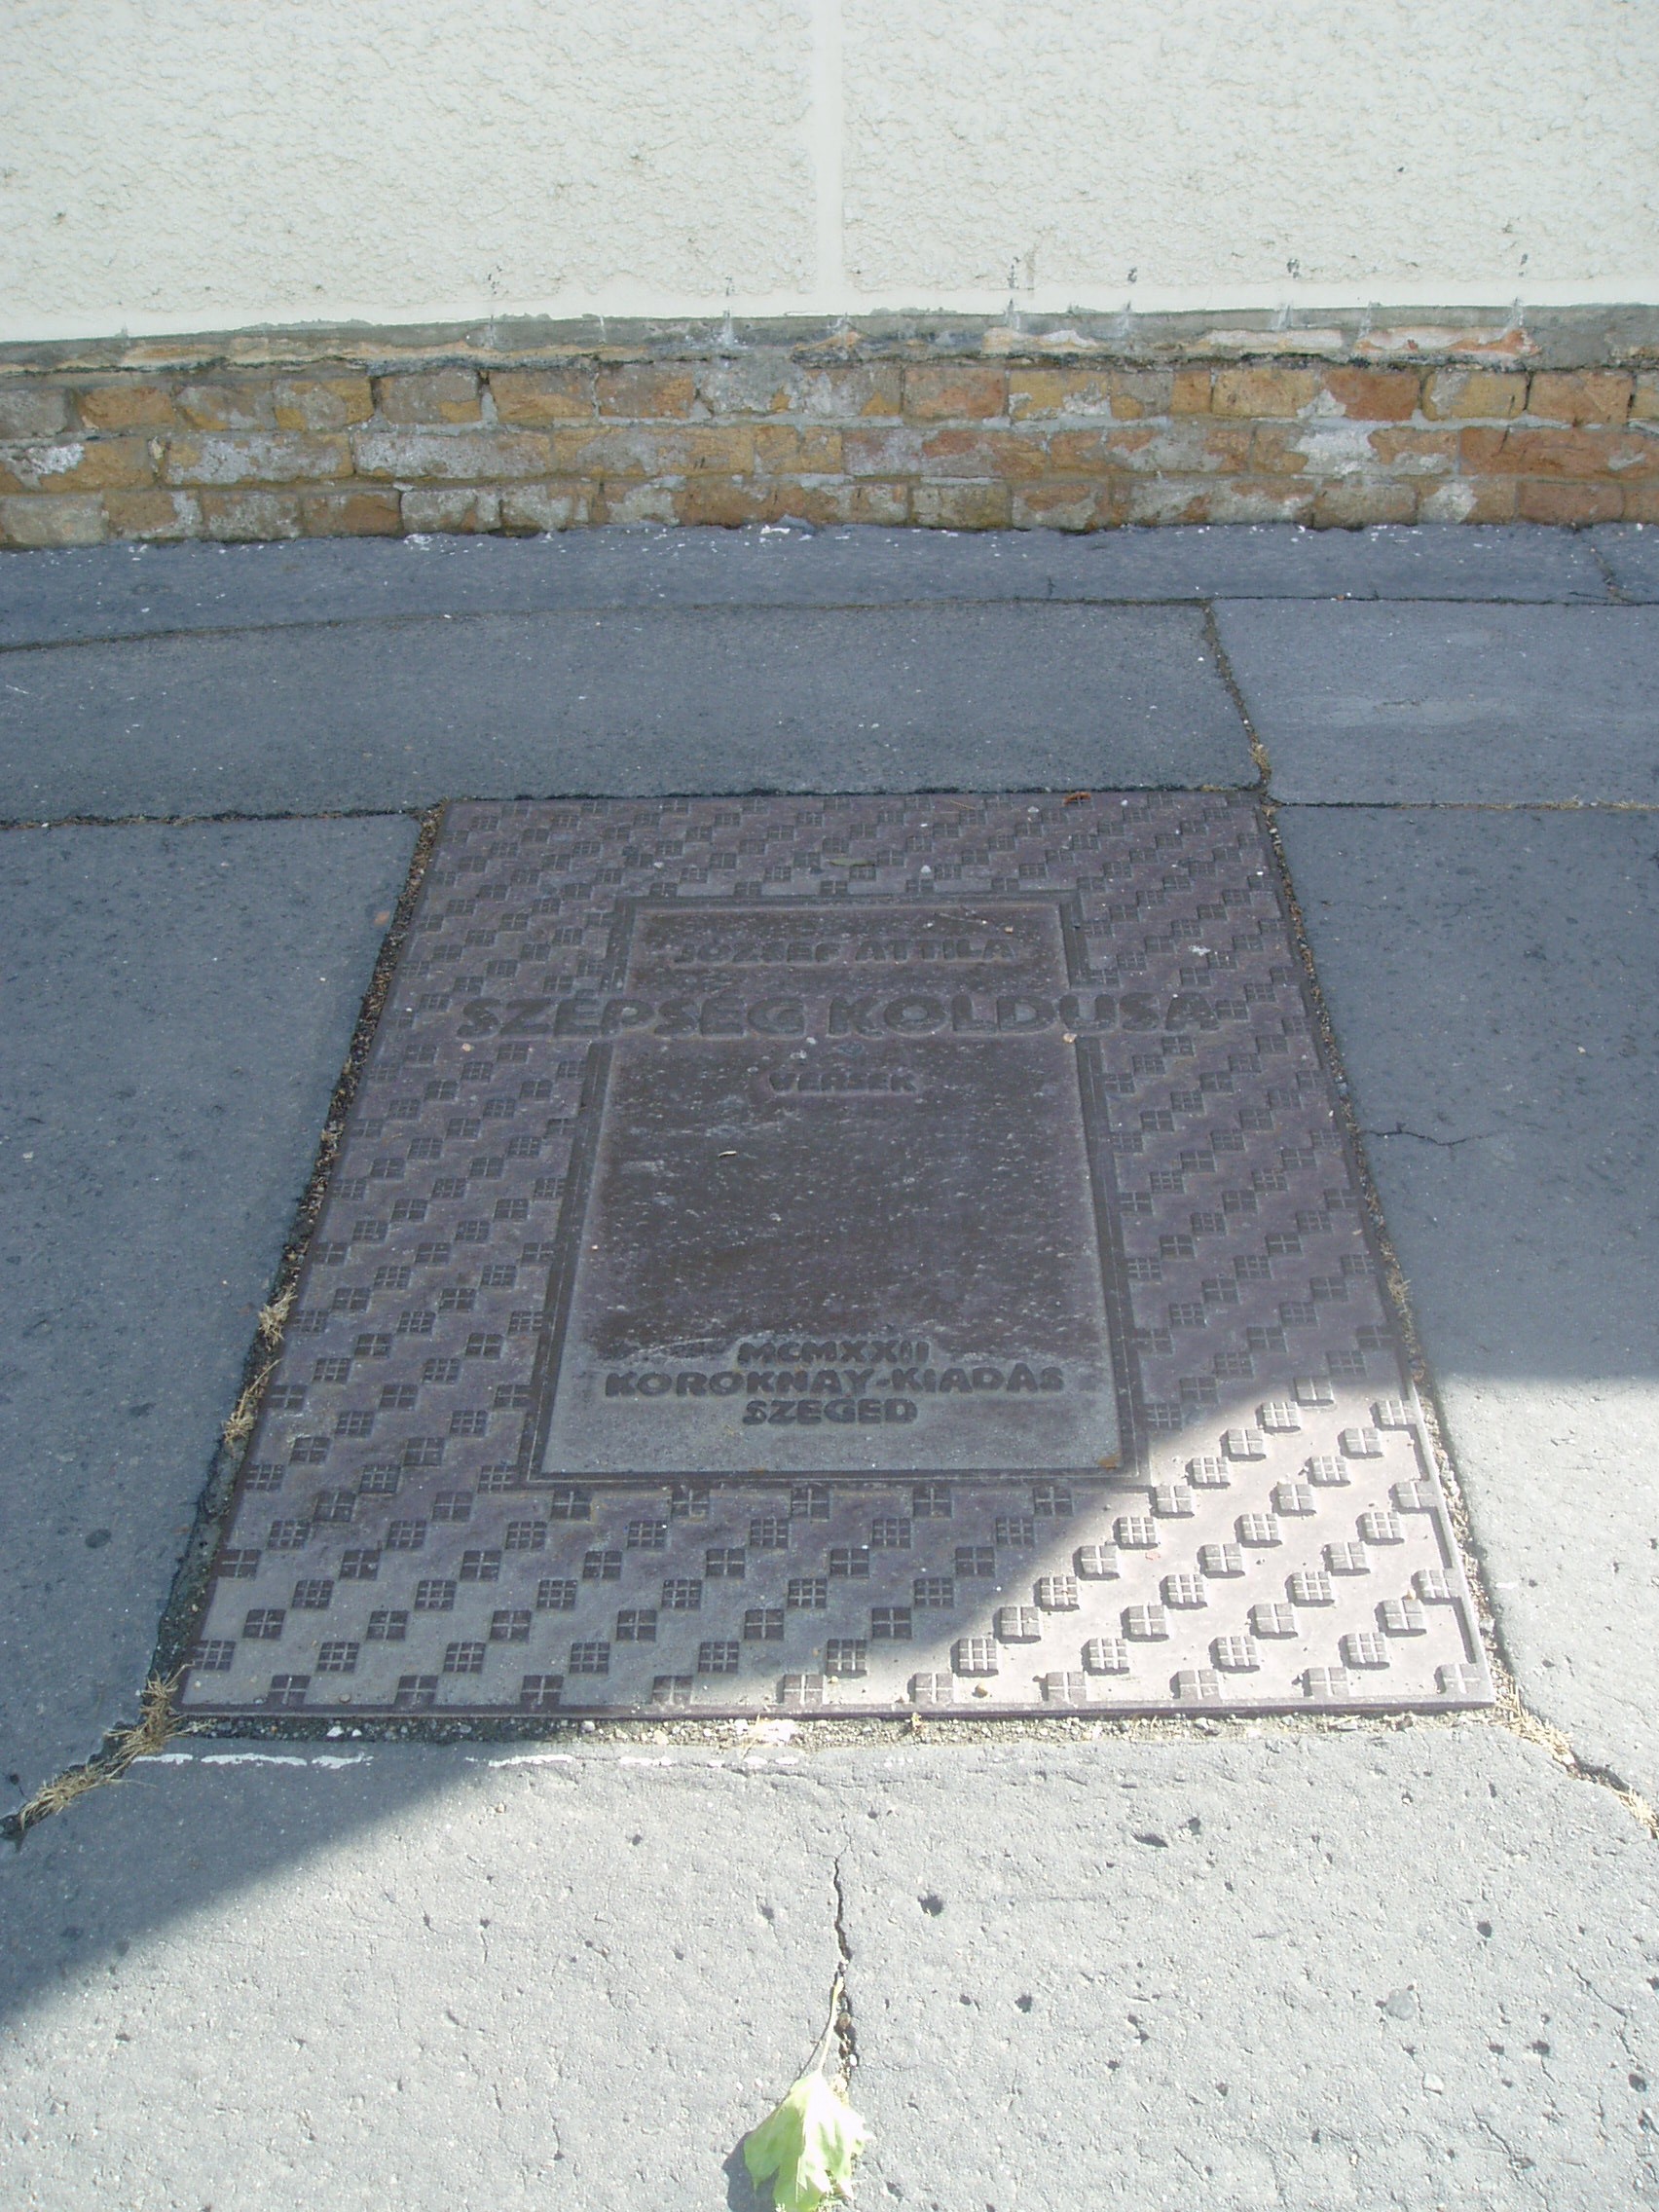 JÓZSEF ATTILA
SZÉPSÉG KOLDUSA
VERSEK
MCMXXII
KOROKNAY-KIADÁS
SZEGED